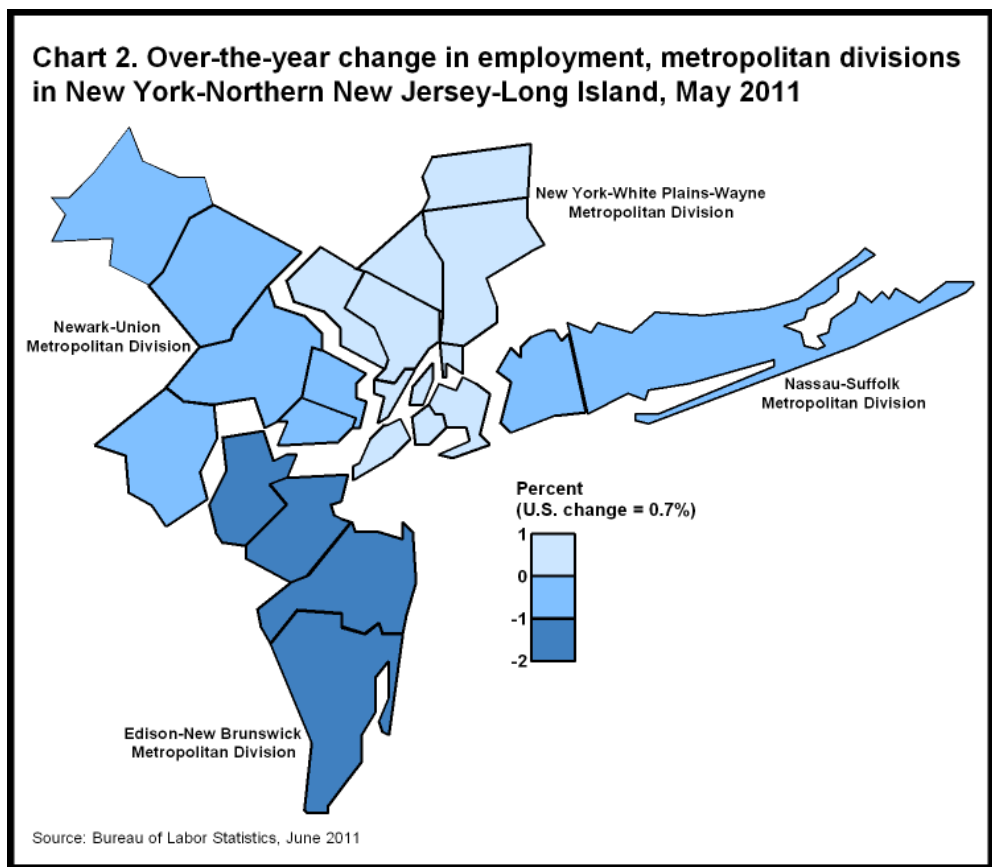 Chart 2. Over-the-year change in employment, metropolitan divisions
in New York-Northern New Jersey-Long Island, May 2011
New York-White Plains-Wayne
Metropolitan Division
Newark-Union
Metropolitan Division
Nassau-Suffolk
Metropolitan Division
Percent
(U.S. change = 0.7%)
1
0
-1
-2
Edison-New Brunswick
Metropolitan Division
Source: Bureau of Labor Statistics, June 2011